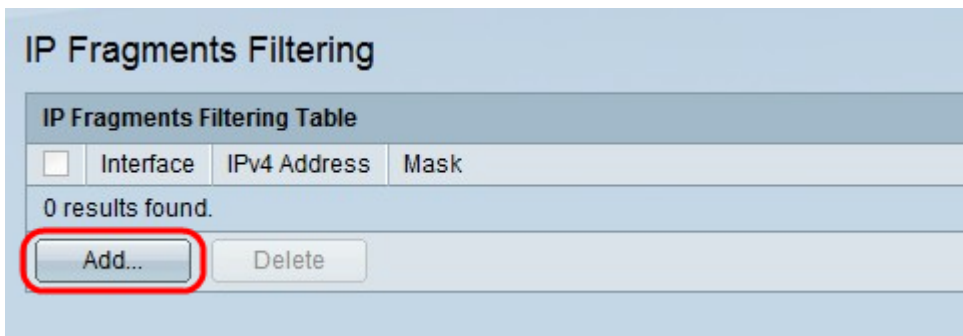 IP Fragments Filtering
IP Fragments Filtering Table
Interface IPv4 Address Mask
0 results found.
Add... Delete